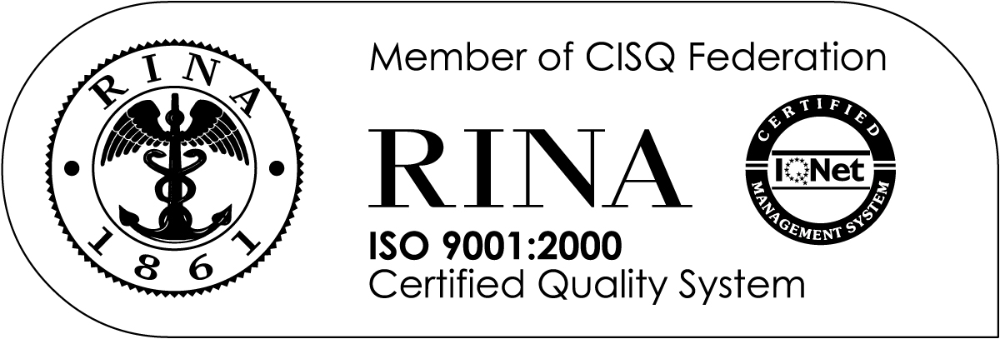 RINA
1861
Member of CISQ Federation
RINA
ISO 9001:2000
Certified Quality System
CERTIFIED
IQNet
MANAGEMENT SYSTEM